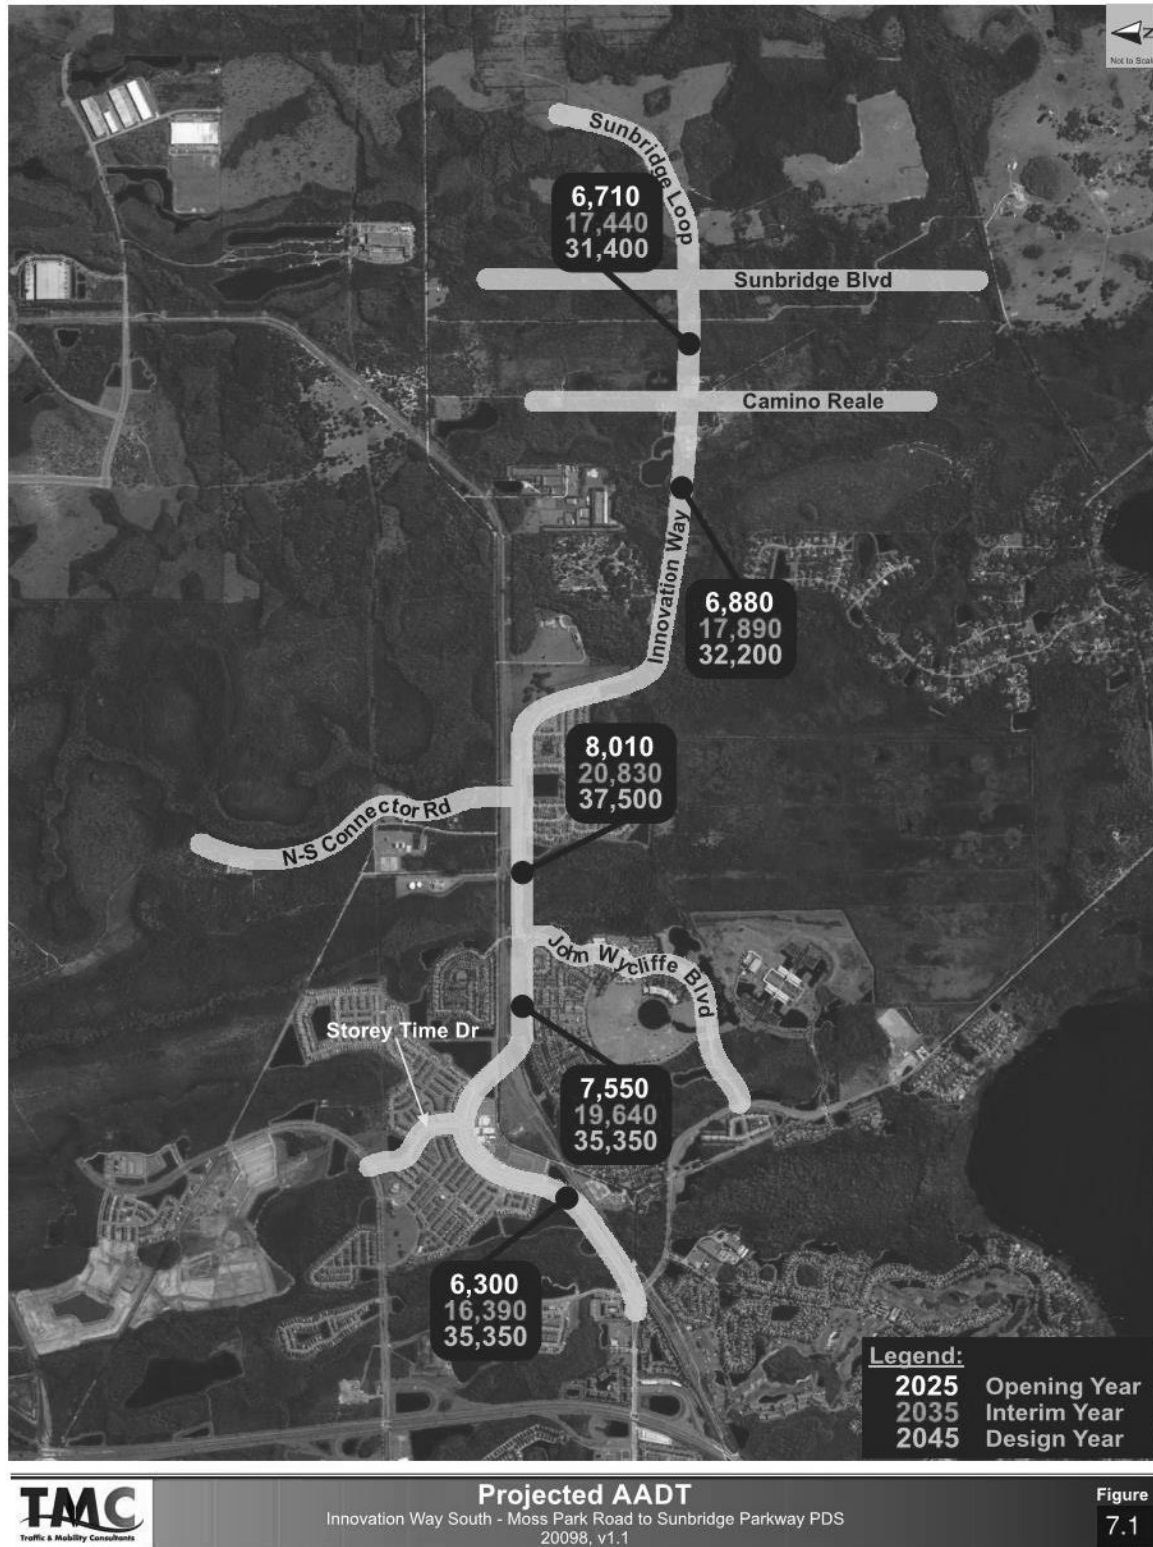 N
Not to Scale
Sunbridge Loop
6,710
17,440
31,400
Sunbridge Blvd
Camino Reale
Innovation Way
6,880
17,890
32,200
8,010
20,830
37,500
N-S Connector Rd
John Wycliffe Blvd
Storey Time Dr
7,550
19,640
35,350
6,300
16,390
35,350
Legend:
2025 Opening Year
2035 Interim Year
2045 Design Year
TMC
Traffic & Mobility Consultants
Projected AADT
Innovation Way South - Moss Park Road to Sunbridge Parkway PDS
20098, v1.1
Figure
7.1